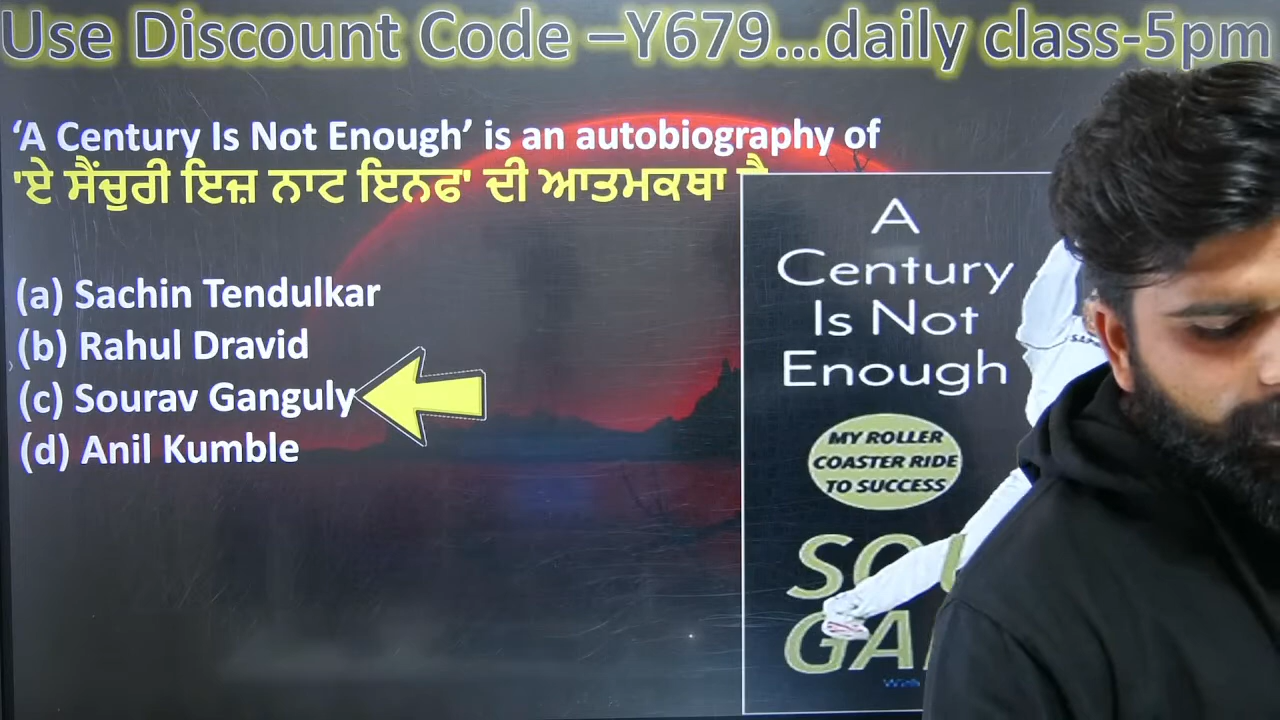 Use Discount Code –Y679...daily class-5pm
‘A Century Is Not Enough’ is an autobiography of
'ਏ ਸੈਂਚੁਰੀ ਇਜ਼ ਨਾਟ ਇਨਫ' ਦੀ ਆਤਮਕਥਾ ਹੈ
(a) Sachin Tendulkar
(b) Rahul Dravid
(c) Sourav Ganguly
(d) Anil Kumble
A
Century
Is Not
Enough
MY ROLLER
COASTER RIDE
TO SUCCESS